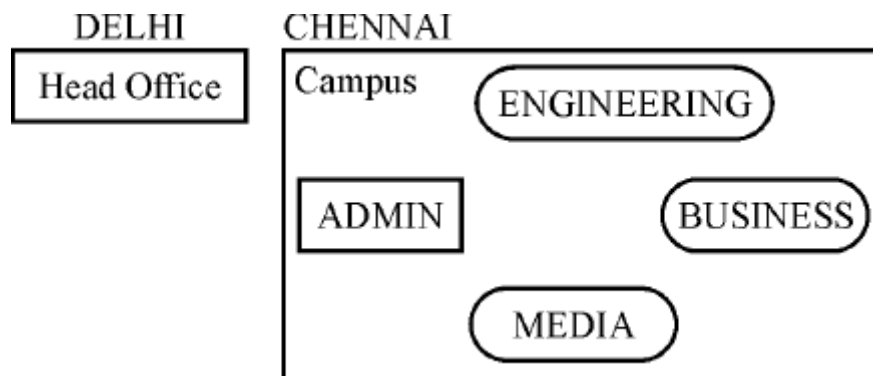 DELHI CHENNAI
Head Office
Campus
ENGINEERING
ADMIN
BUSINESS
MEDIA